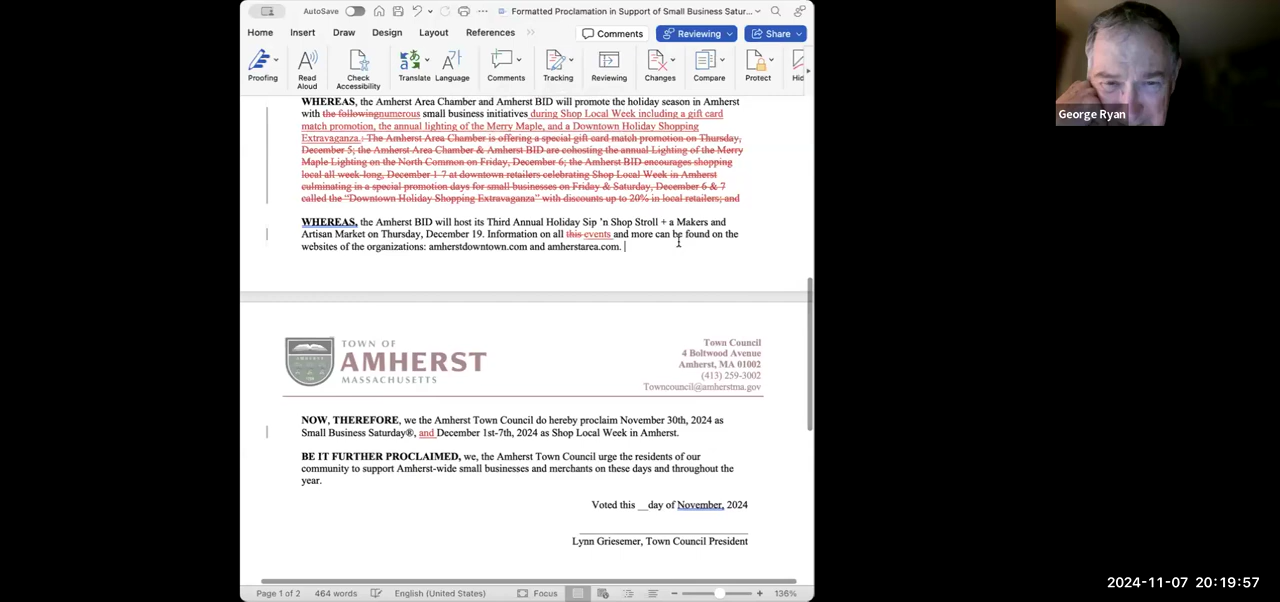 AutoSave
Formatted Proclamation in Support of Small Business Satur...
Home Insert Draw Design Layout References Comments Reviewing Share
Proofing Read Aloud Check Accessibility Translate Language Comments Tracking Reviewing Changes Compare Protect Hid
WHEREAS, the Amherst Area Chamber and Amherst BID will promote the holiday season in Amherst
with the followingnumerous small business initiatives during Shop Local Week including a gift card
match promotion, the annual lighting of the Merry Maple, and a Downtown Holiday Shopping
Extravaganza.: The Amherst Area Chamber is offering a special gift card match promotion on Thursday,
December 5; the Amherst Area Chamber & Amherst BID are cohosting the annual Lighting of the Merry
Maple Lighting on the North Common on Friday, December 6; the Amherst BID encourages shopping
local all week-long, December 1-7 at downtown retailers celebrating Shop Local Week in Amherst
culminating in a special promotion days for small businesses on Friday & Saturday, December 6 & 7
called the “Downtown Holiday Shopping Extravaganza” with discounts up to 20% in local retailers; and
WHEREAS, the Amherst BID will host its Third Annual Holiday Sip ’n Shop Stroll + a Makers and
Artisan Market on Thursday, December 19. Information on all this events and more can be found on the
websites of the organizations: amherstdowntown.com and amherstarea.com.
TOWN OF
AMHERST
MASSACHUSETTS
Town Council
4 Boltwood Avenue
Amherst, MA 01002
(413) 259-3002
Towncouncil@amherstma.gov
NOW, THEREFORE, we the Amherst Town Council do hereby proclaim November 30th, 2024 as
Small Business Saturday®, and December 1st-7th, 2024 as Shop Local Week in Amherst.
BE IT FURTHER PROCLAIMED, we, the Amherst Town Council urge the residents of our
community to support Amherst-wide small businesses and merchants on these days and throughout the
year.
Voted this __day of November, 2024
Lynn Griesemer, Town Council President
Page 1 of 2 464 words English (United States) Focus 136%
George Ryan
2024-11-07 20:19:57